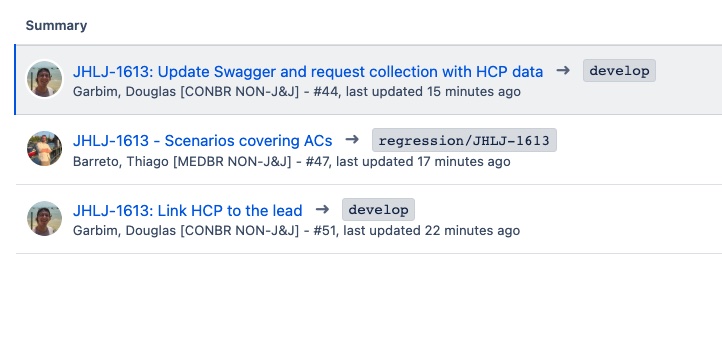 Summary
JHLJ-1613: Update Swagger and request collection with HCP data → develop
Garbim, Douglas [CONBR NON-J&J] - #44, last updated 15 minutes ago
JHLJ-1613 - Scenarios covering ACs → regression/JHLJ-1613
Barreto, Thiago [MEDBR NON-J&J] - #47, last updated 17 minutes ago
JHLJ-1613: Link HCP to the lead → develop
Garbim, Douglas [CONBR NON-J&J] - #51, last updated 22 minutes ago